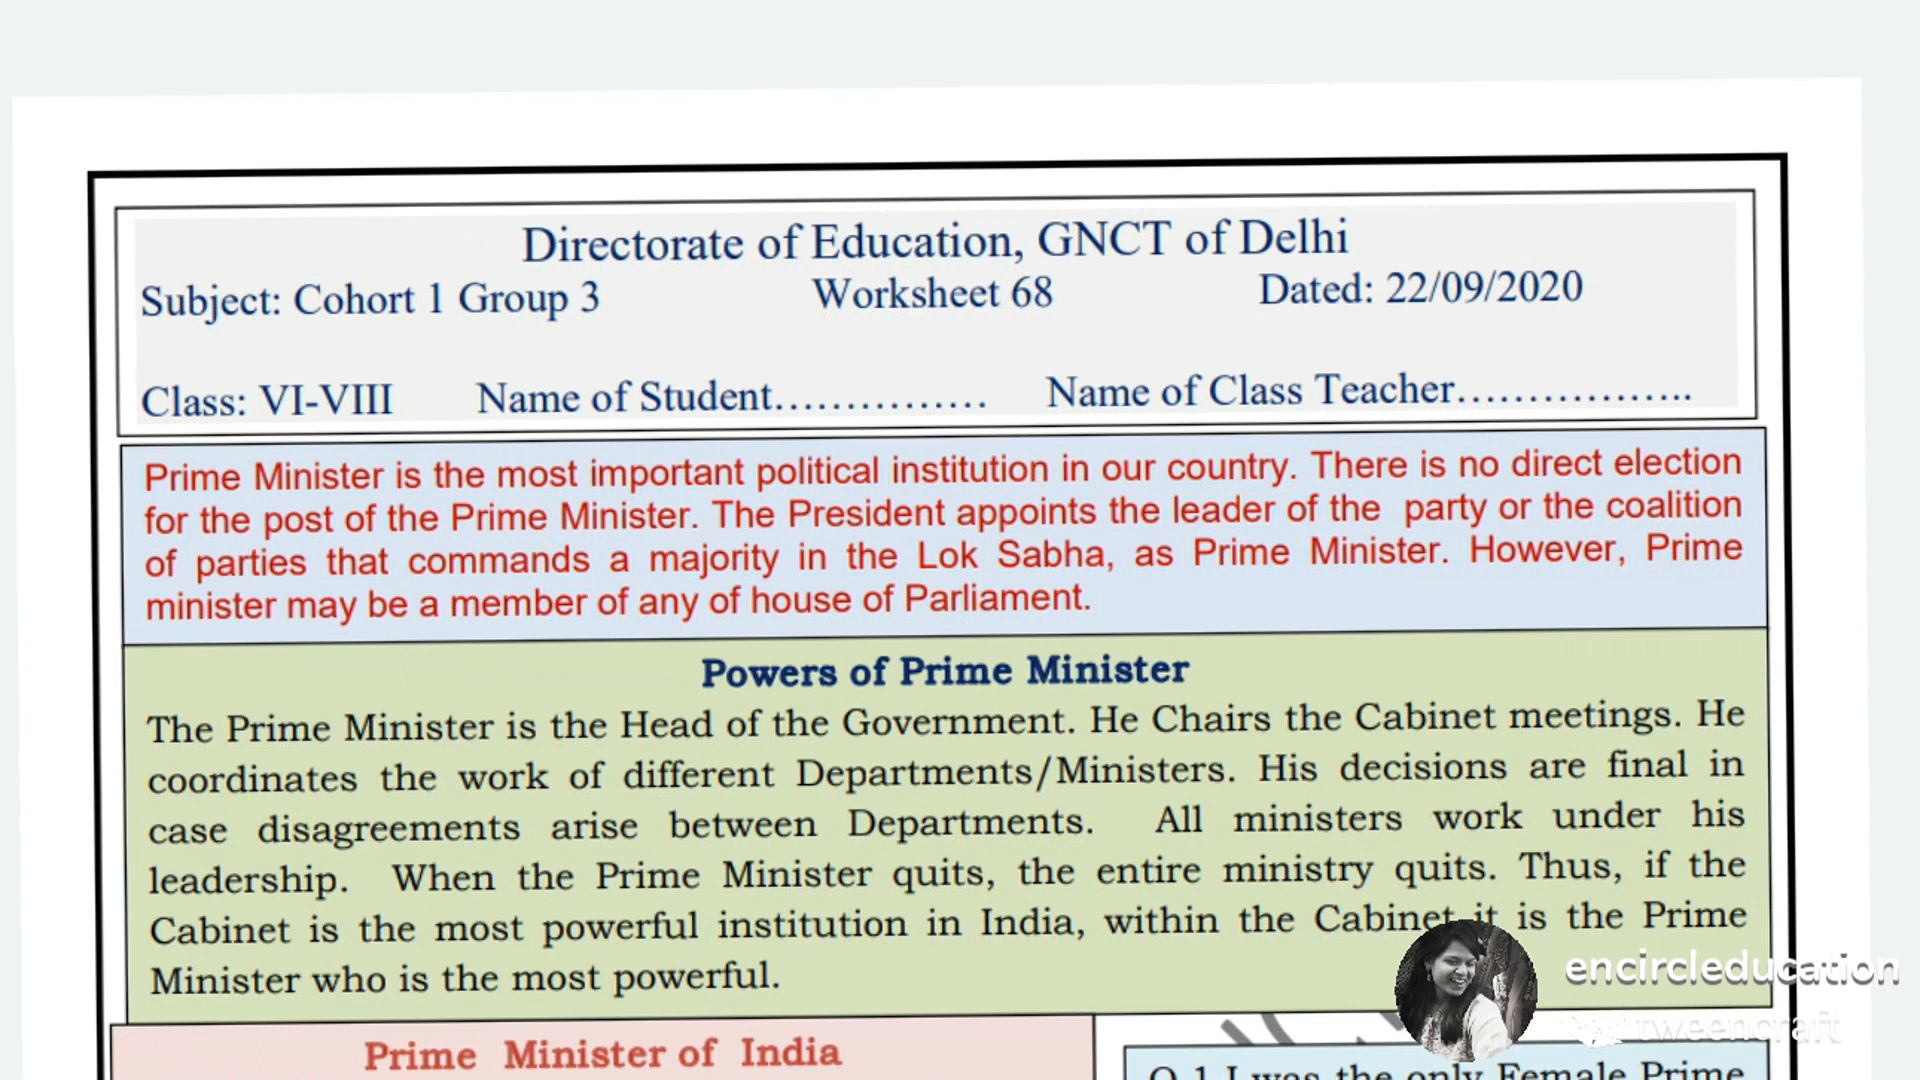 Directorate of Education, GNCT of Delhi
Subject: Cohort 1 Group 3 Worksheet 68 Dated: 22/09/2020
Class: VI-VIII Name of Student…………… Name of Class Teacher……………..
Prime Minister is the most important political institution in our country. There is no direct election
for the post of the Prime Minister. The President appoints the leader of the party or the coalition
of parties that commands a majority in the Lok Sabha, as Prime Minister. However, Prime
minister may be a member of any of house of Parliament.
Powers of Prime Minister
The Prime Minister is the Head of the Government. He Chairs the Cabinet meetings. He
coordinates the work of different Departments/Ministers. His decisions are final in
case disagreements arise between Departments. All ministers work under his
leadership. When the Prime Minister quits, the entire ministry quits. Thus, if the
Cabinet is the most powerful institution in India, within the Cabinet it is the Prime
Minister who is the most powerful.
encircleducation
tweencraft
Prime Minister of India
Q.1 I was the only Female Prime